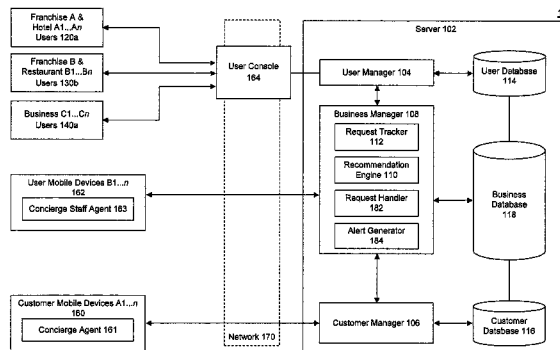 Franchise A &
Hotel A1...An
Users 120a
Franchise B &
Restaurant B1...Bn
Users 130b
Business C1...Cn
Users 140a
User Console
164
Server 102
User Manager 104
User Database
114
Business Manager 108
Request Tracker
112
Recommendation
Engine 110
Request Handler
182
Alert Generator
184
Business
Database
118
User Mobile Devices B1...n
162
Concierge Staff Agent 163
Customer Mobile Devices A1...n
160
Concierge Agent 161
Network 170
Customer Manager 106
Customer
Database 116